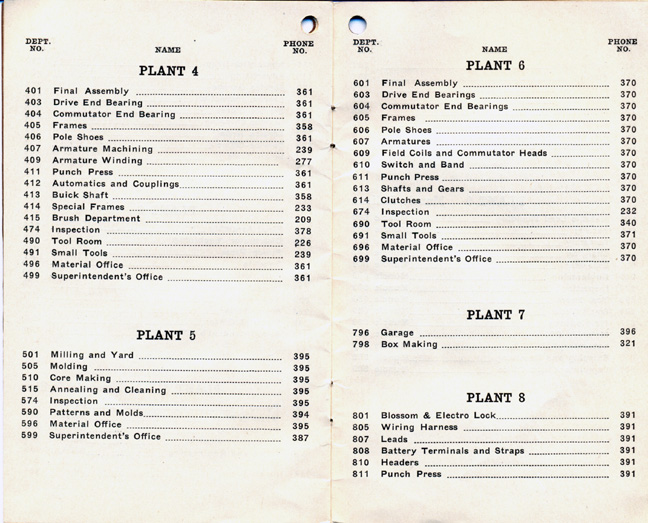 DEPT. NO. NAME PHONE NO.
PLANT 4
401 Final Assembly 361
403 Drive End Bearing 361
404 Commutator End Bearing 361
405 Frames 358
406 Pole Shoes 361
407 Armature Machining 239
409 Armature Winding 277
411 Punch Press 361
412 Automatics and Couplings 361
413 Buick Shaft 358
414 Special Frames 233
415 Brush Department 209
474 Inspection 378
490 Tool Room 226
491 Small Tools 239
496 Material Office 361
499 Superintendent's Office 361
PLANT 5
501 Milling and Yard 395
505 Molding 395
510 Core Making 395
515 Annealing and Cleaning 395
574 Inspection 395
590 Patterns and Molds 394
596 Material Office 395
599 Superintendent's Office 387
DEPT. NO. NAME PHONE NO.
PLANT 6
601 Final Assembly 370
603 Drive End Bearings 370
604 Commutator End Bearings 370
605 Frames 370
606 Pole Shoes 370
607 Armatures 370
609 Field Coils and Commutator Heads 370
610 Switch and Band 370
611 Punch Press 370
613 Shafts and Gears 370
614 Clutches 370
674 Inspection 232
690 Tool Room 340
691 Small Tools 371
696 Material Office 370
699 Superintendent's Office 370
PLANT 7
796 Garage 396
798 Box Making 321
PLANT 8
801 Blossom & Electro Lock 391
805 Wiring Harness 391
807 Leads 391
808 Battery Terminals and Straps 391
810 Headers 391
811 Punch Press 391